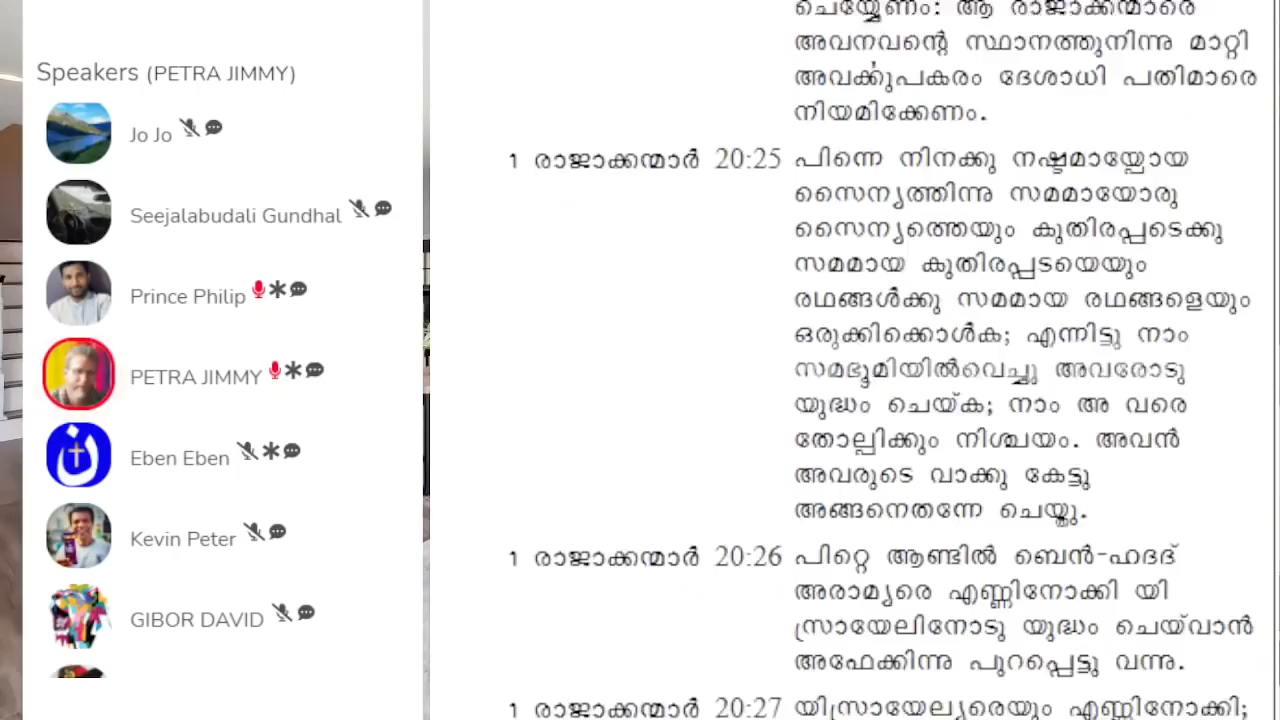 Speakers (PETRA JIMMY)
Jo Jo
Seejalabudali Gundhal
Prince Philip
PETRA JIMMY
Eben Eben
Kevin Peter
GIBOR DAVID
ചെയ്യേണം: ആ രാജാക്കന്മാരെ
അവനവന്റെ സ്ഥാനത്തുനിന്നു മാറ്റി
അവർക്കുപകരം ദേശാധി പതിമാരെ
നിയമിക്കേണം.
1 രാജാക്കന്മാർ 20:25 പിന്നെ നിനക്കു നഷ്ടമായ്പോയ
സൈന്യത്തിന്നു സമമായോരു
സൈന്യത്തെയും കുതിരപ്പടെക്കു
സമമായ കുതിരപ്പടയെയും
രഥങ്ങൾക്കു സമമായ രഥങ്ങളെയും
ഒരുക്കിക്കൊൾക; എന്നിട്ടു നാം
സമഭൂമിയിൽവെച്ചു അവരോടു
യുദ്ധം ചെയ്ക; നാം അ വരെ
തോല്പിക്കും നിശ്ചയം. അവൻ
അവരുടെ വാക്കു കേട്ടു
അങ്ങനെതന്നേ ചെയ്തു.
1 രാജാക്കന്മാർ 20:26 പിറ്റെ ആണ്ടിൽ ബെൻ-ഹദദ്
അരാമ്യരെ എണ്ണിനോക്കി യി
സ്രായേലിനോടു യുദ്ധം ചെയ്‌വാൻ
അഫേക്കിന്നു പുറപ്പെട്ടു വന്നു.
1 രാജാക്കന്മാർ 20:27 യിസ്രായേല്യരെയും എണ്ണിനോക്കി;